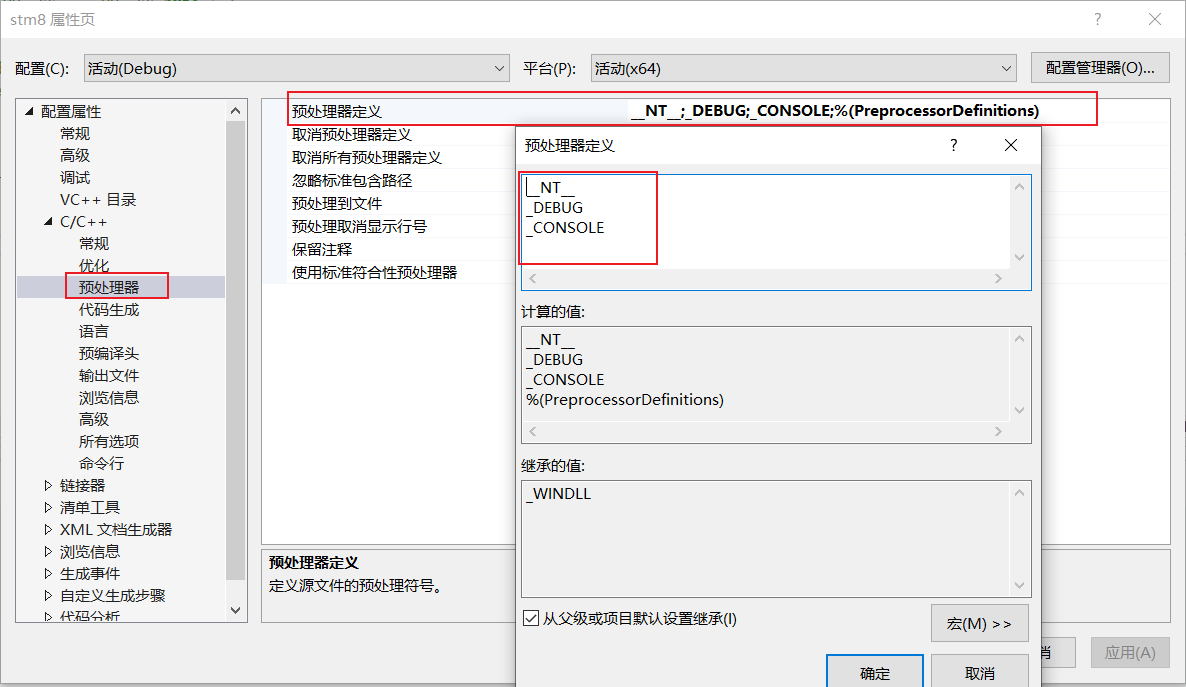 stm8 属性页
配置(C):
活动(Debug)
平台(P):
活动(x64)
配置管理器(O)...
配置属性
常规
高级
调试
VC++ 目录
C/C++
常规
优化
预处理器
代码生成
语言
预编译头
输出文件
浏览信息
高级
所有选项
命令行
链接器
清单工具
XML 文档生成器
浏览信息
生成事件
自定义生成步骤
代码分析
预处理器定义
__NT__;_DEBUG;_CONSOLE;%(PreprocessorDefinitions)
取消预处理器定义
取消所有预处理器定义
忽略标准包含路径
预处理到文件
预处理取消显示行号
保留注释
使用标准符合性预处理器
预处理器定义
定义源文件的预处理符号。
预处理器定义
__NT__
_DEBUG
_CONSOLE
计算的值:
__NT__
_DEBUG
_CONSOLE
%(PreprocessorDefinitions)
继承的值:
_WINDLL
从父级或项目默认设置继承(I)
宏(M) >>
确定
取消
消
应用(A)